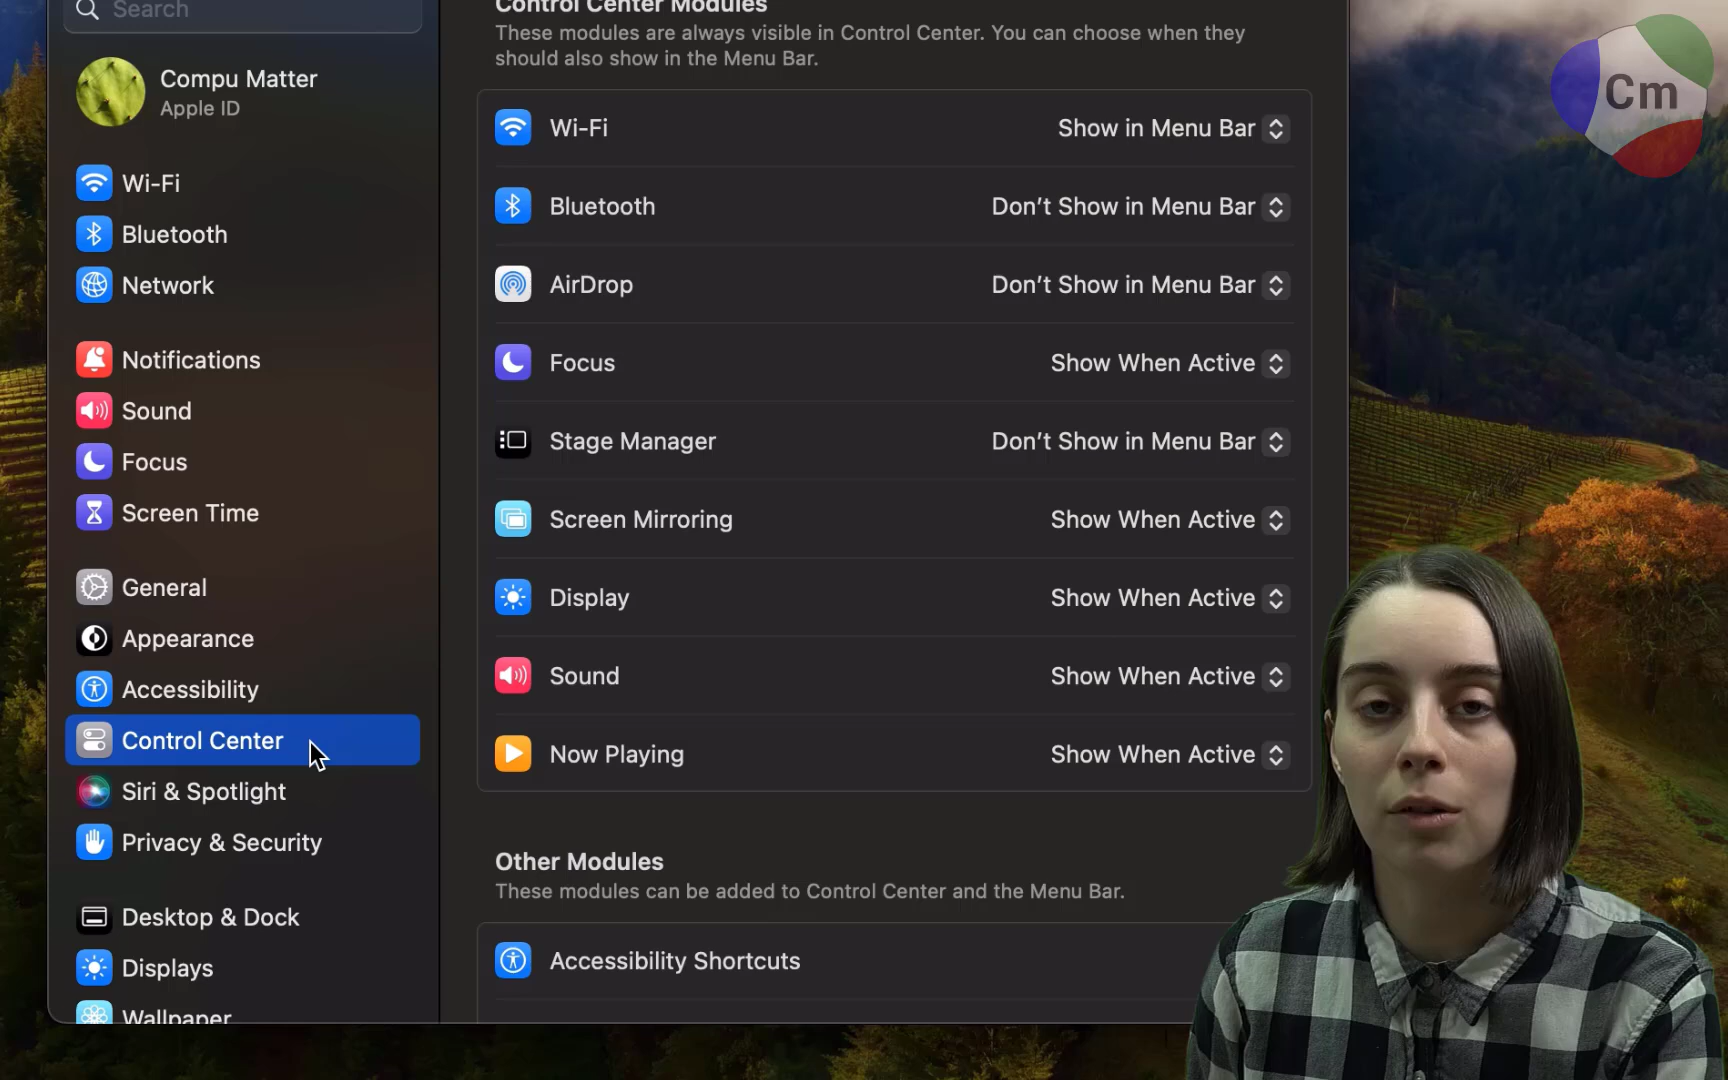 Search
Compu Matter
Apple ID
Wi-Fi
Bluetooth
Network
Notifications
Sound
Focus
Screen Time
General
Appearance
Accessibility
Control Center
Siri & Spotlight
Privacy & Security
Desktop & Dock
Displays
Wallpaper
Control Center Modules
These modules are always visible in Control Center. You can choose when they
should also show in the Menu Bar.
Wi-Fi Show in Menu Bar
Bluetooth Don’t Show in Menu Bar
AirDrop Don’t Show in Menu Bar
Focus Show When Active
Stage Manager Don’t Show in Menu Bar
Screen Mirroring Show When Active
Display Show When Active
Sound Show When Active
Now Playing Show When Active
Other Modules
These modules can be added to Control Center and the Menu Bar.
Accessibility Shortcuts
Cm